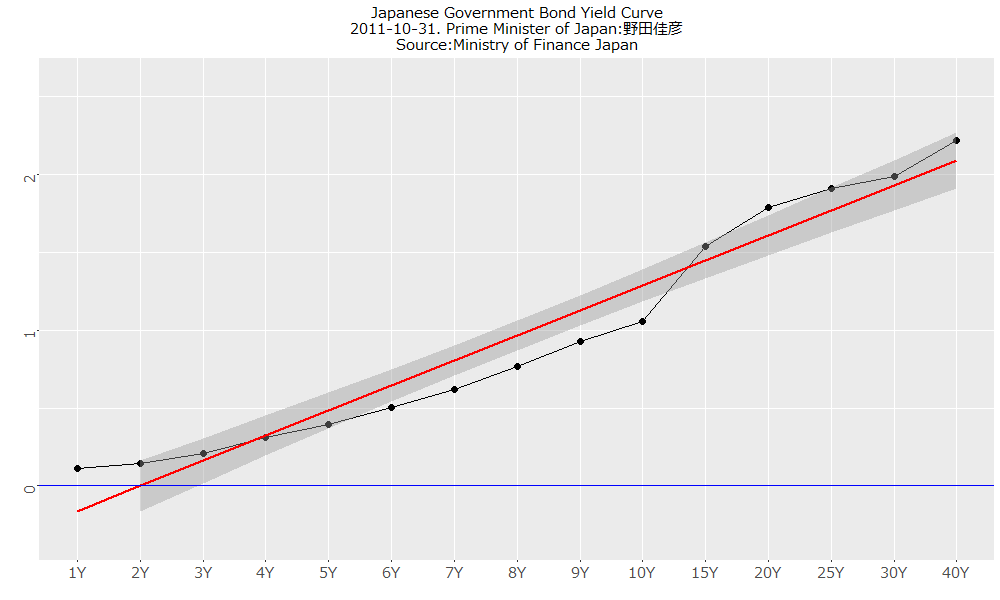 Japanese Government Bond Yield Curve
2011-10-31. Prime Minister of Japan:野田佳彦
Source:Ministry of Finance Japan
2
1
0
1Y 2Y 3Y 4Y 5Y 6Y 7Y 8Y 9Y 10Y 15Y 20Y 25Y 30Y 40Y